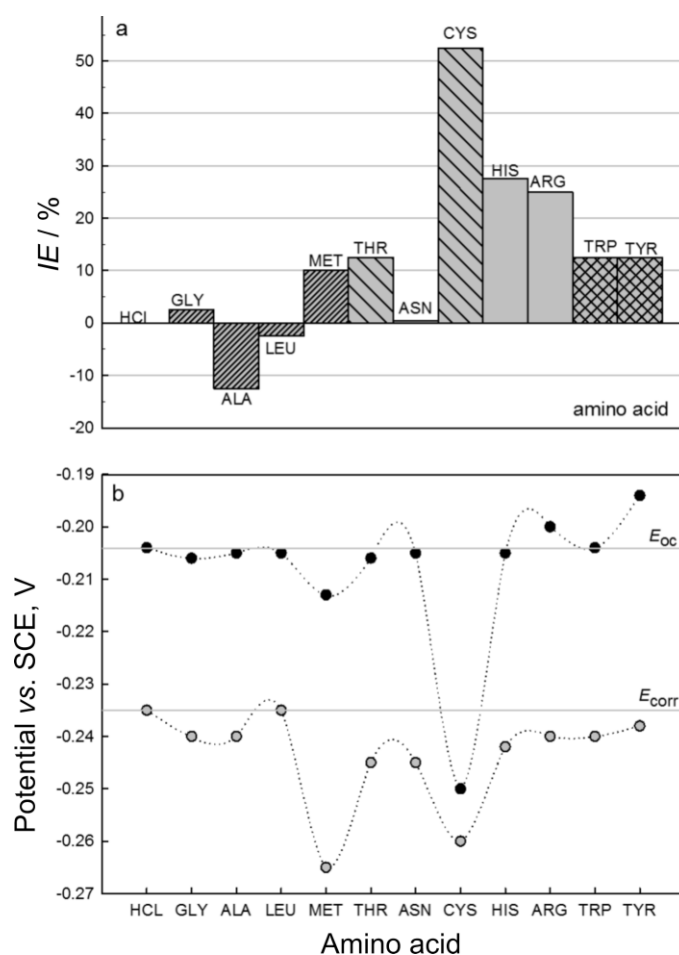 a
IE / %
50
40
30
20
10
0
-10
-20
HCl
GLY
ALA
LEU
MET
THR
ASN
CYS
HIS
ARG
TRP
TYR
amino acid
b
Potential vs. SCE, V
-0.19
-0.20
-0.21
-0.22
-0.23
-0.24
-0.25
-0.26
-0.27
Eoc
Ecorr
HCL GLY ALA LEU MET THR ASN CYS HIS ARG TRP TYR
Amino acid